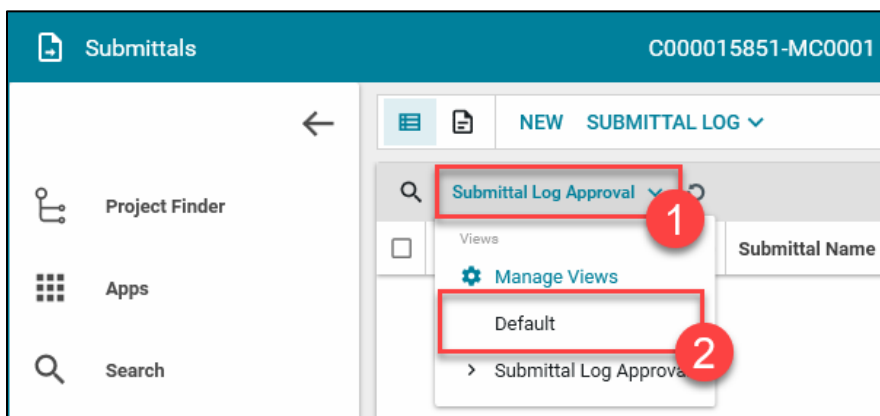 Submittals
C000015851-MC0001
NEW SUBMITTAL LOG
Submittal Log Approval
1
Project Finder
Views
Submittal Name
Manage Views
Apps
Default
2
Search
Submittal Log Approva